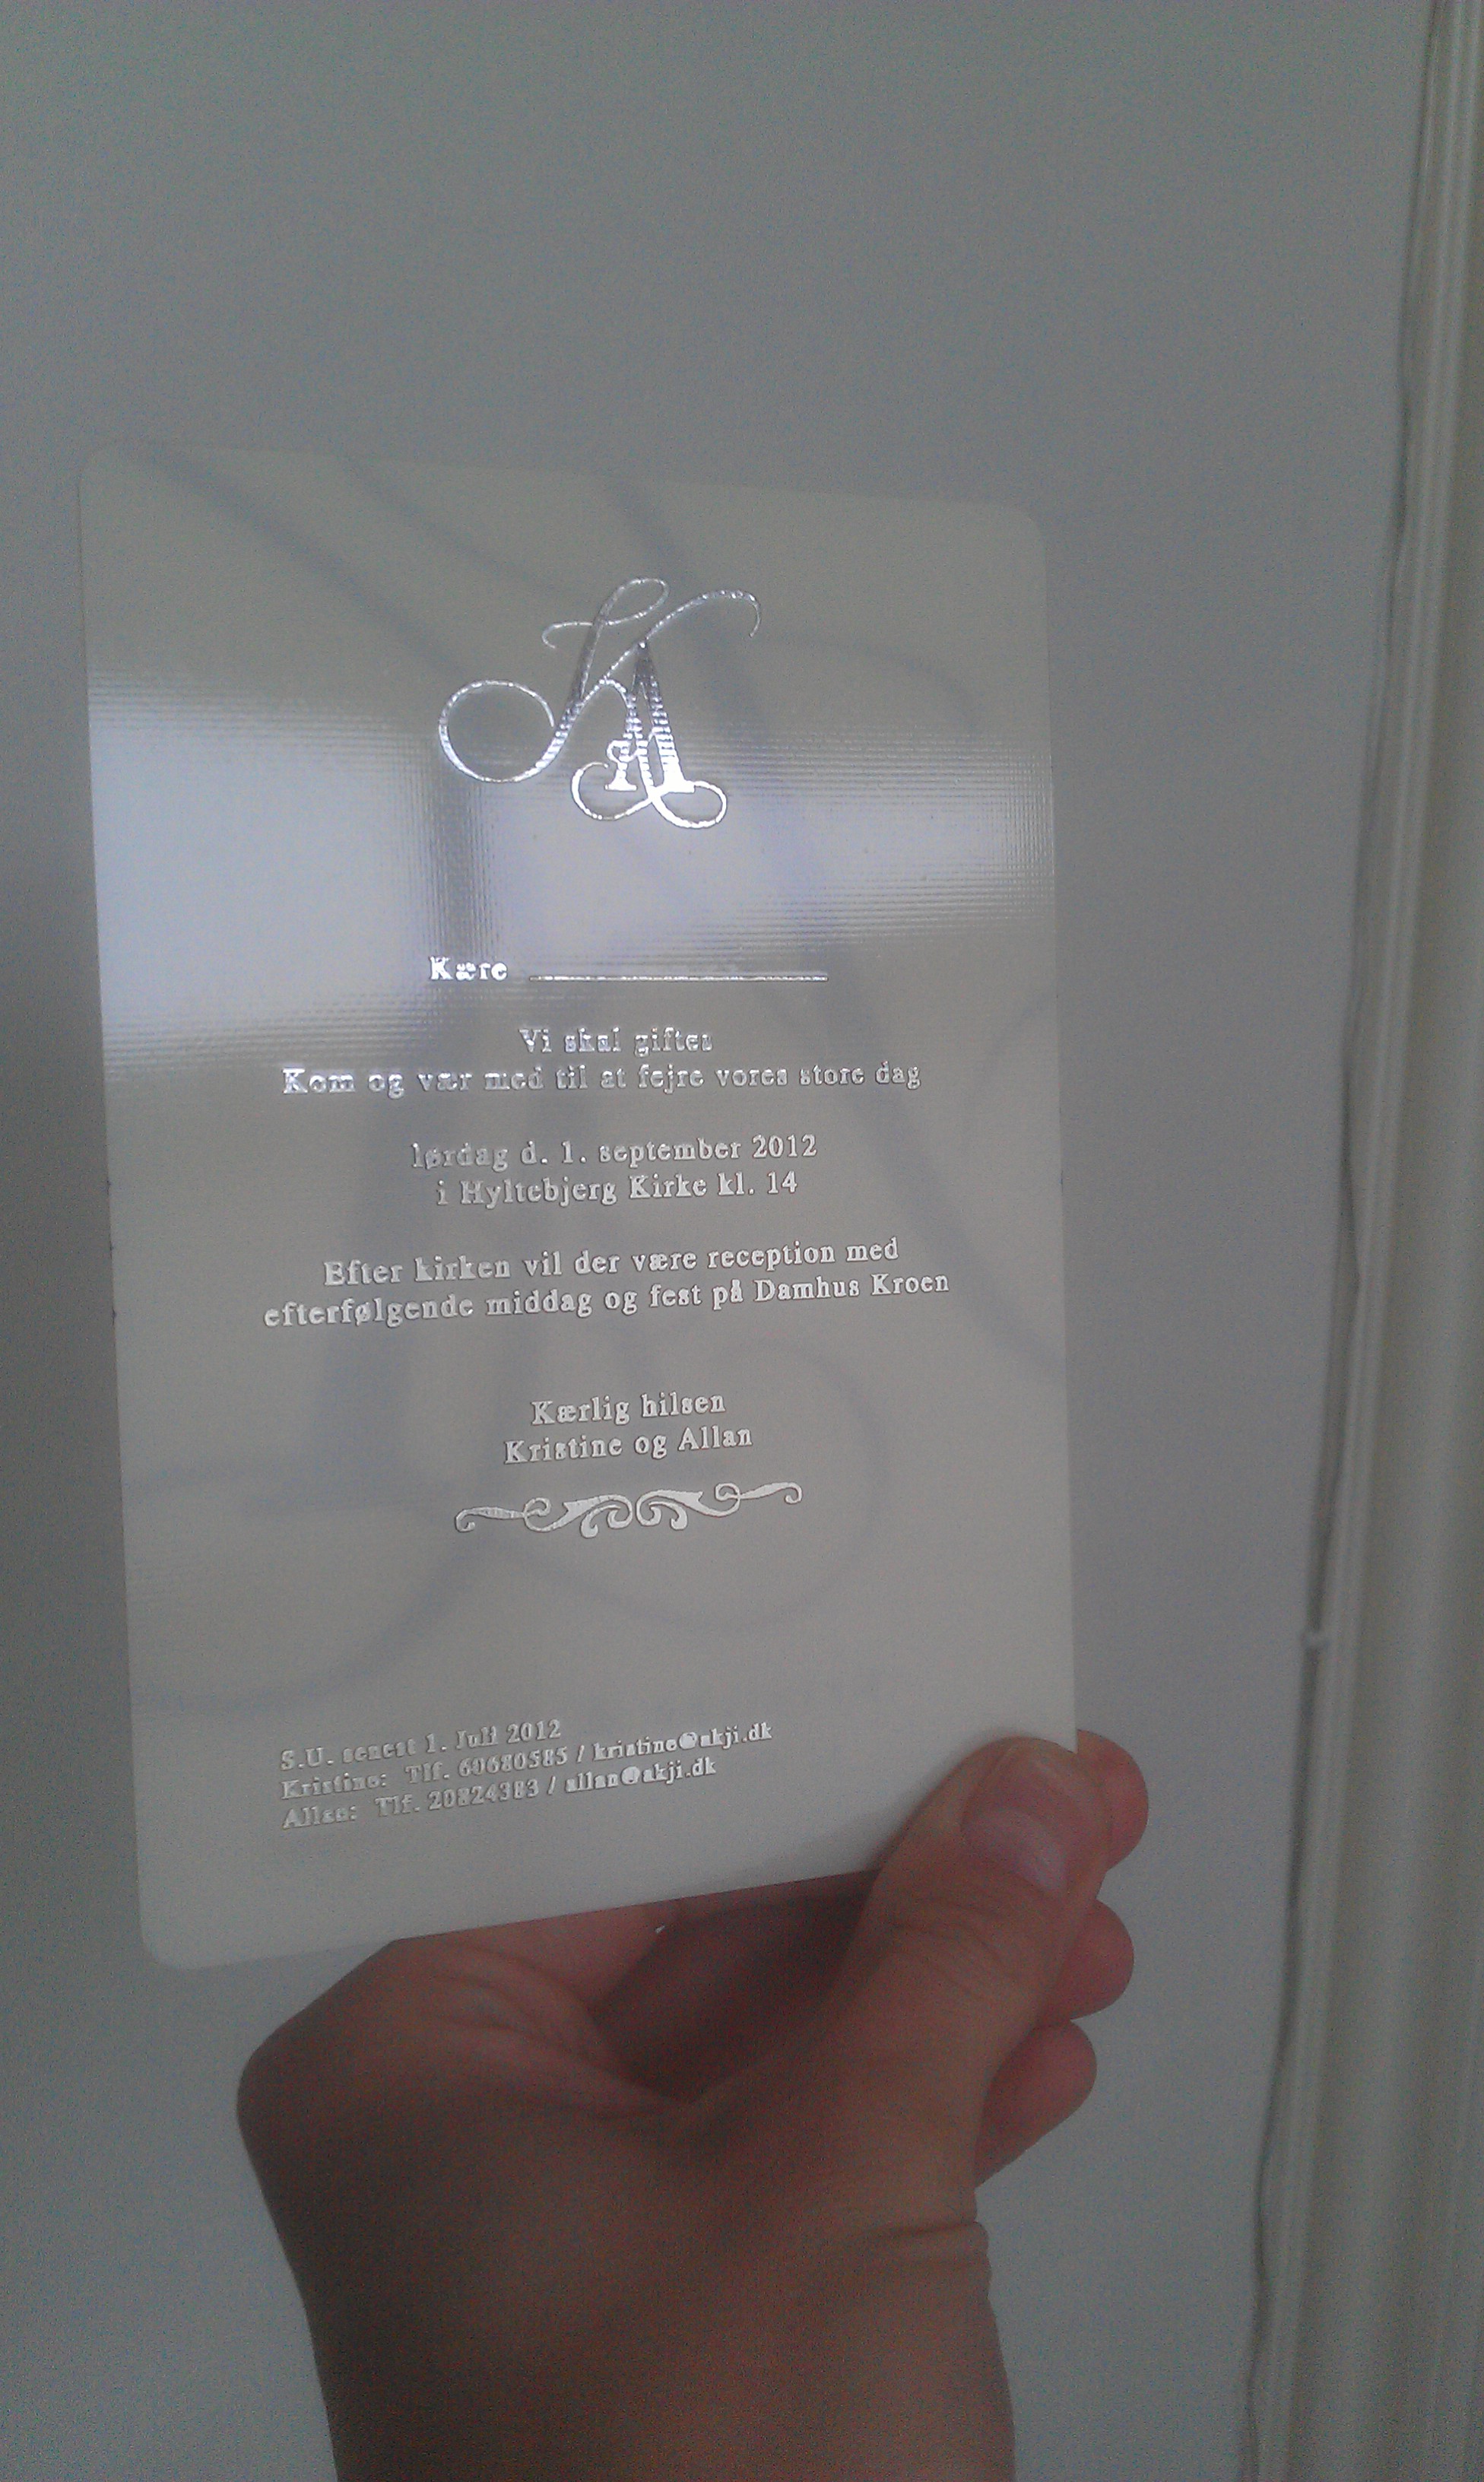 KA
Kære
Vi skal giftes
Kom og vær med til at fejre vores store dag
lørdag d. 1. september 2012
i Hyltebjerg Kirke kl. 14
Efter kirken vil der være reception med
efterfølgende middag og fest på Damhus Kroen
Kærlig hilsen
Kristine og Allan
S.U. senest 1. Juli 2012
Kristine: Tlf. 60680585 / kristine@akji.dk
Allan: Tlf. 20824383 / allan@akji.dk